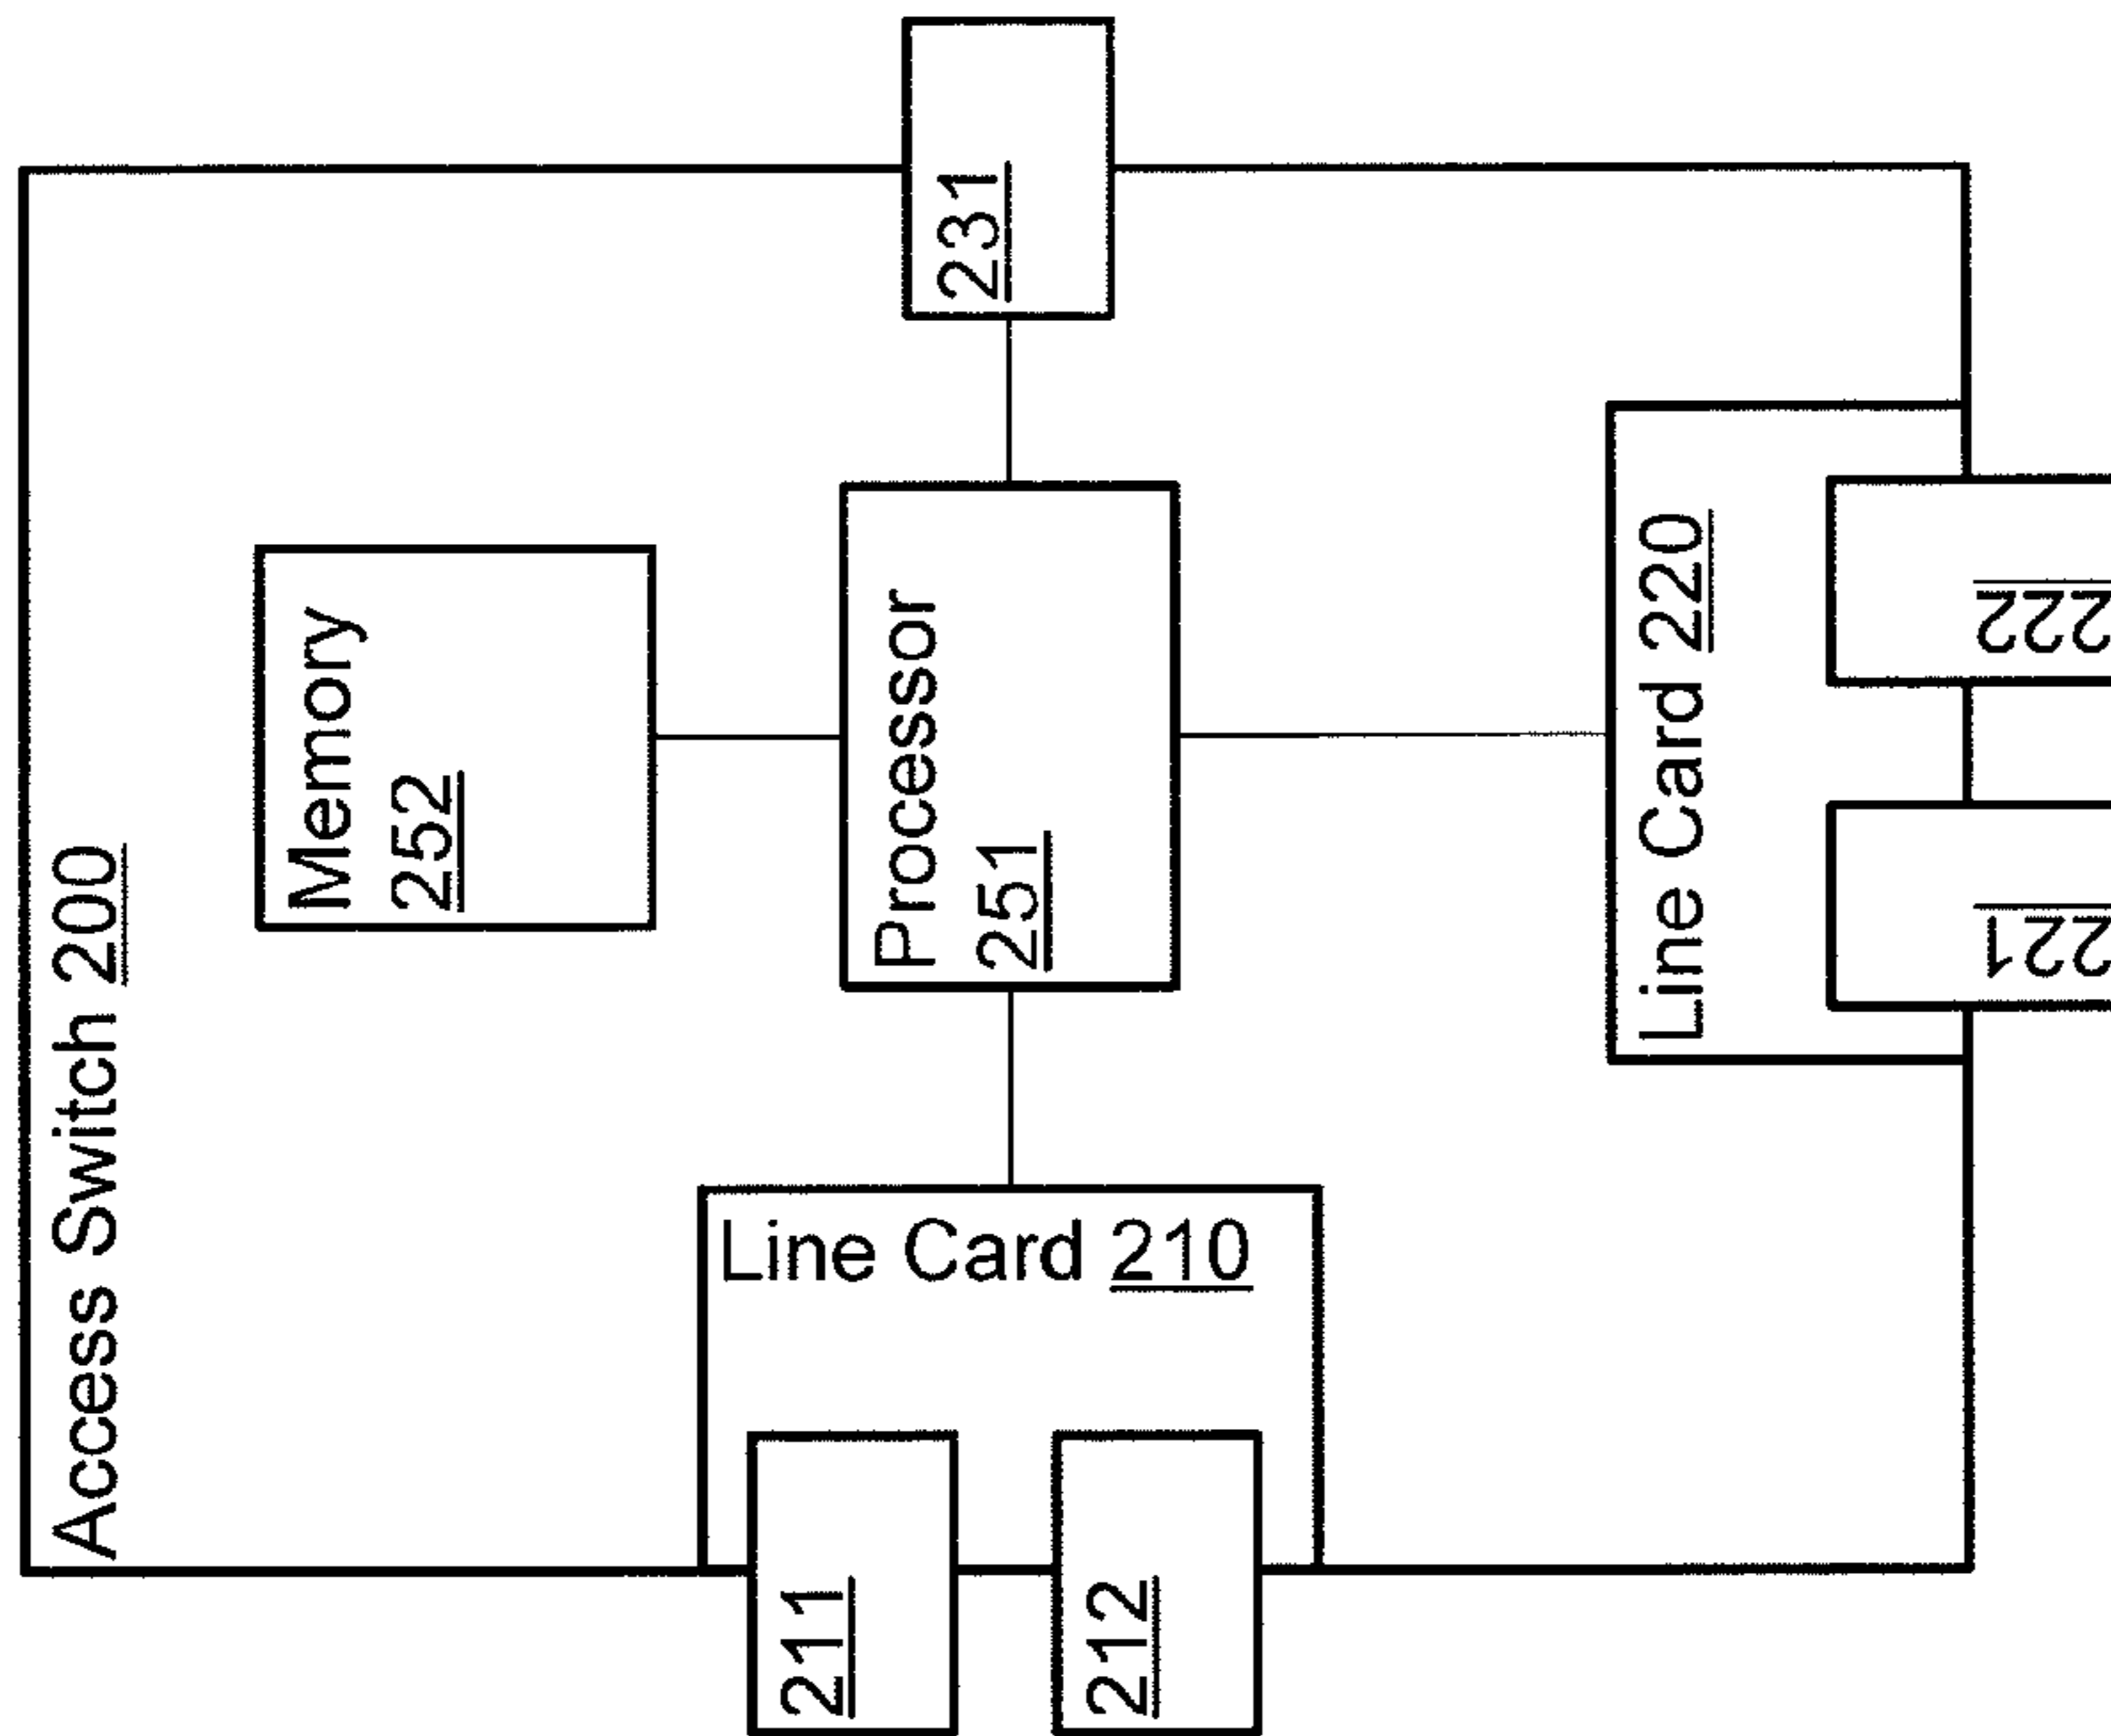 Access Switch 200
Memory
252
Processor
251
231
Line Card 210
211
212
Line Card 220
221
222